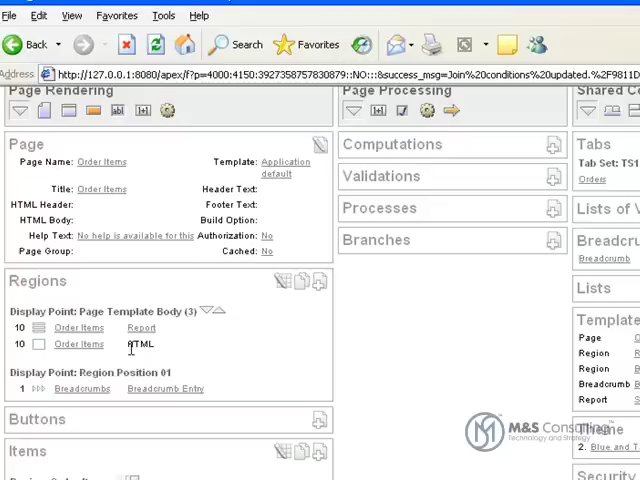 File Edit View Favorites Tools Help
Back Search Favorites
Address http://127.0.0.1:8080/apex/f?p=4000:4150:3927358757830879::NO:::&success_msg=Join%20conditions%20updated.%2F9811D
Page Rendering Page Processing Shared Co
Page
Page Name: Order Items Template: Application default
Title: Order Items Header Text:
HTML Header: Footer Text:
HTML Body: Build Option:
Help Text: No help is available for this Authorization: No
Page Group: Cached: No
Regions
Display Point: Page Template Body (3)
10 Order Items Report
10 Order Items HTML
Display Point: Region Position 01
1 Breadcrumbs Breadcrumb Entry
Buttons
Items
Computations
Validations
Processes
Branches
Tabs
Tab Set: TS1
Orders
Lists of V
Breadcru
Breadcrumb:
Lists
Template
Page
Region
Region
Breadcrumb
Report
Theme
2. Blue and T
Security
M&S Consulting
Technology and Strategy